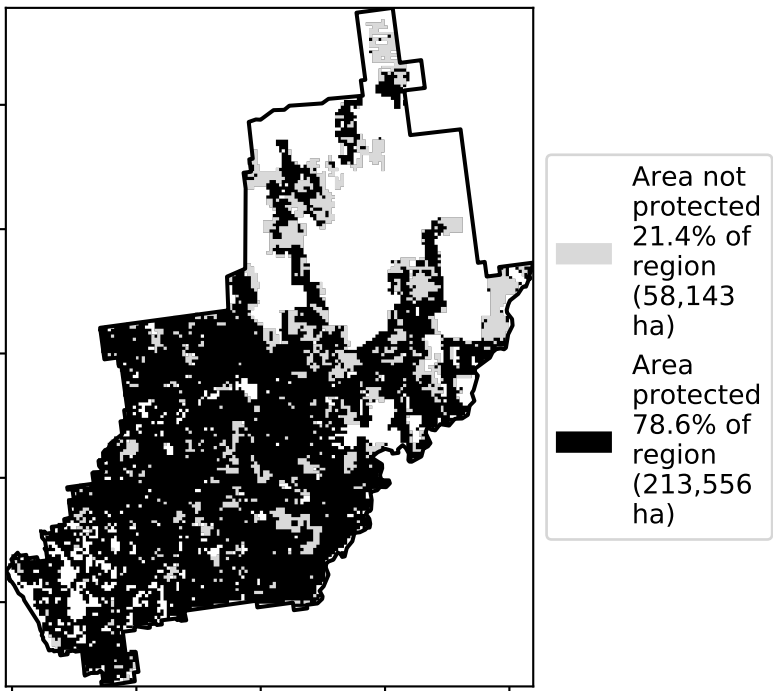 Area not
protected
21.4% of
region
(58,143
ha)
Area
protected
78.6% of
region
(213,556
ha)